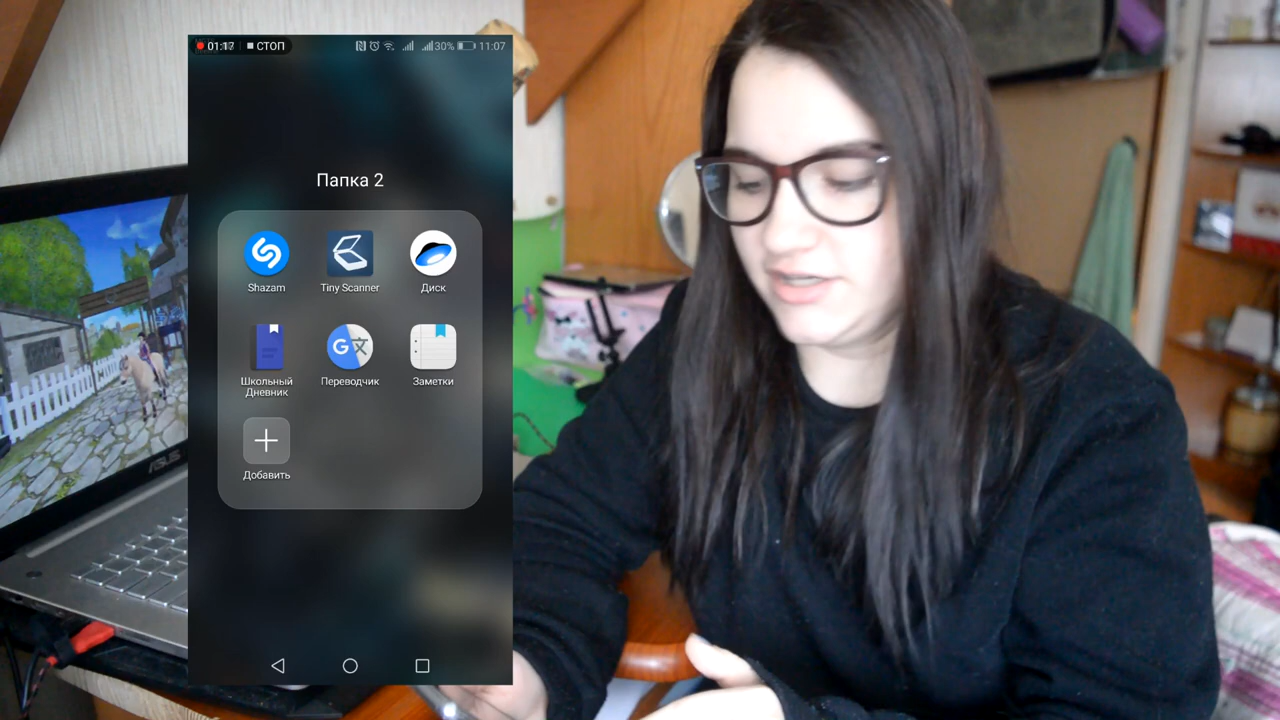 01:17 СТОП 30% 11:07
Папка 2
Shazam Tiny Scanner Диск
Школьный
Дневник
Переводчик Заметки
Добавить
ASUS